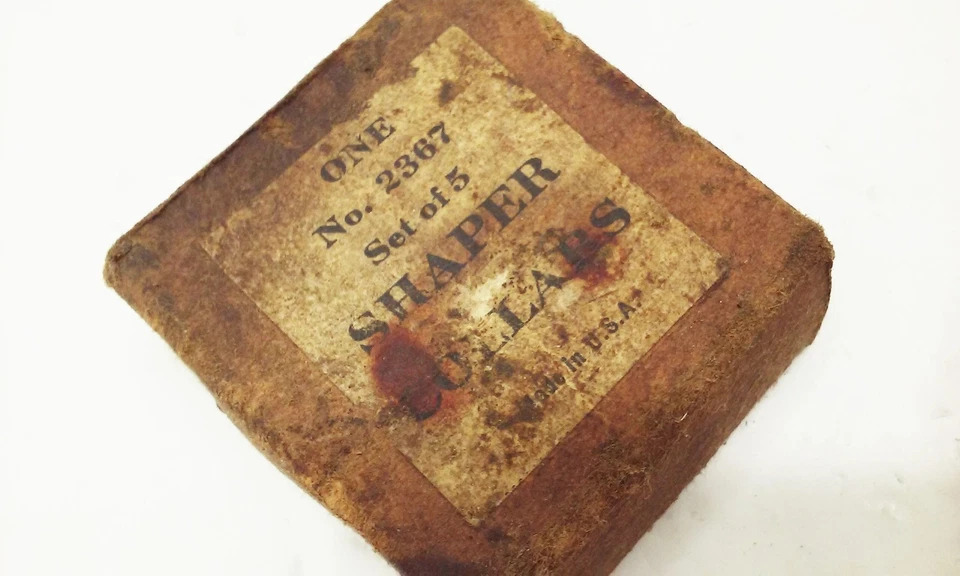 ONE
No. 2367
Set of 5
SHAPER
COLLARS
Made in U.S.A.